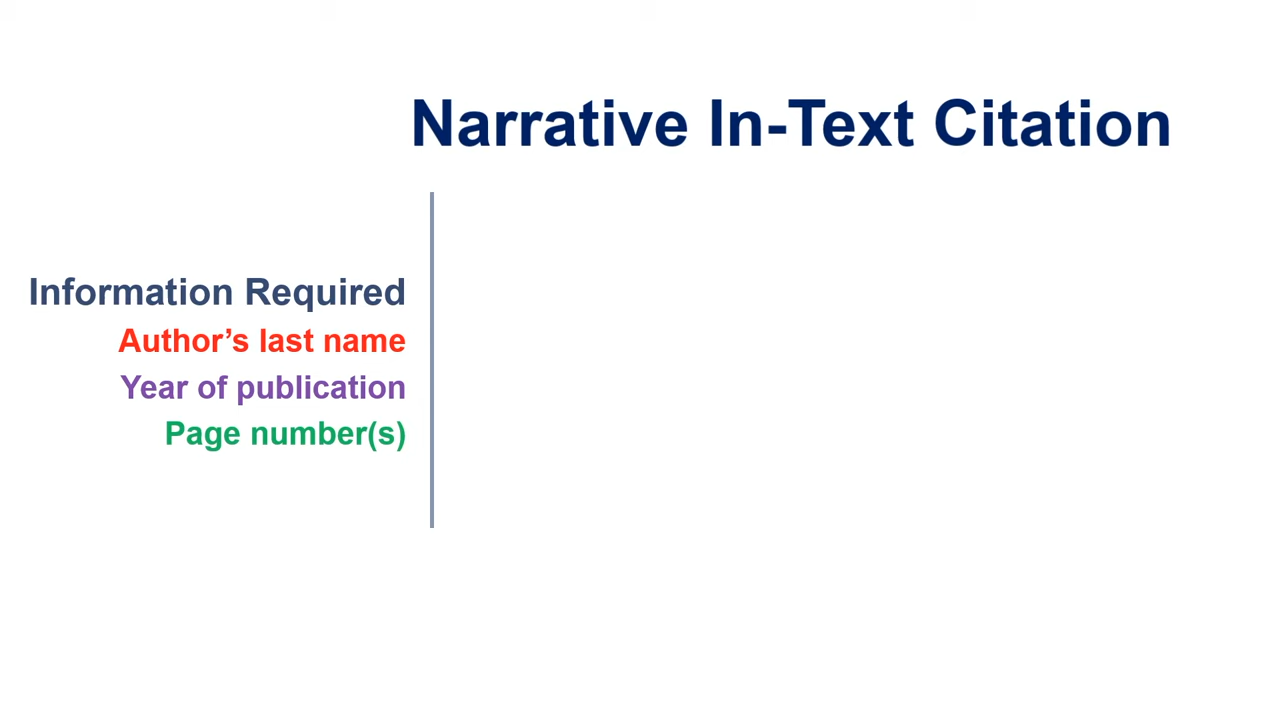 Narrative In-Text Citation
Information Required
Author’s last name
Year of publication
Page number(s)